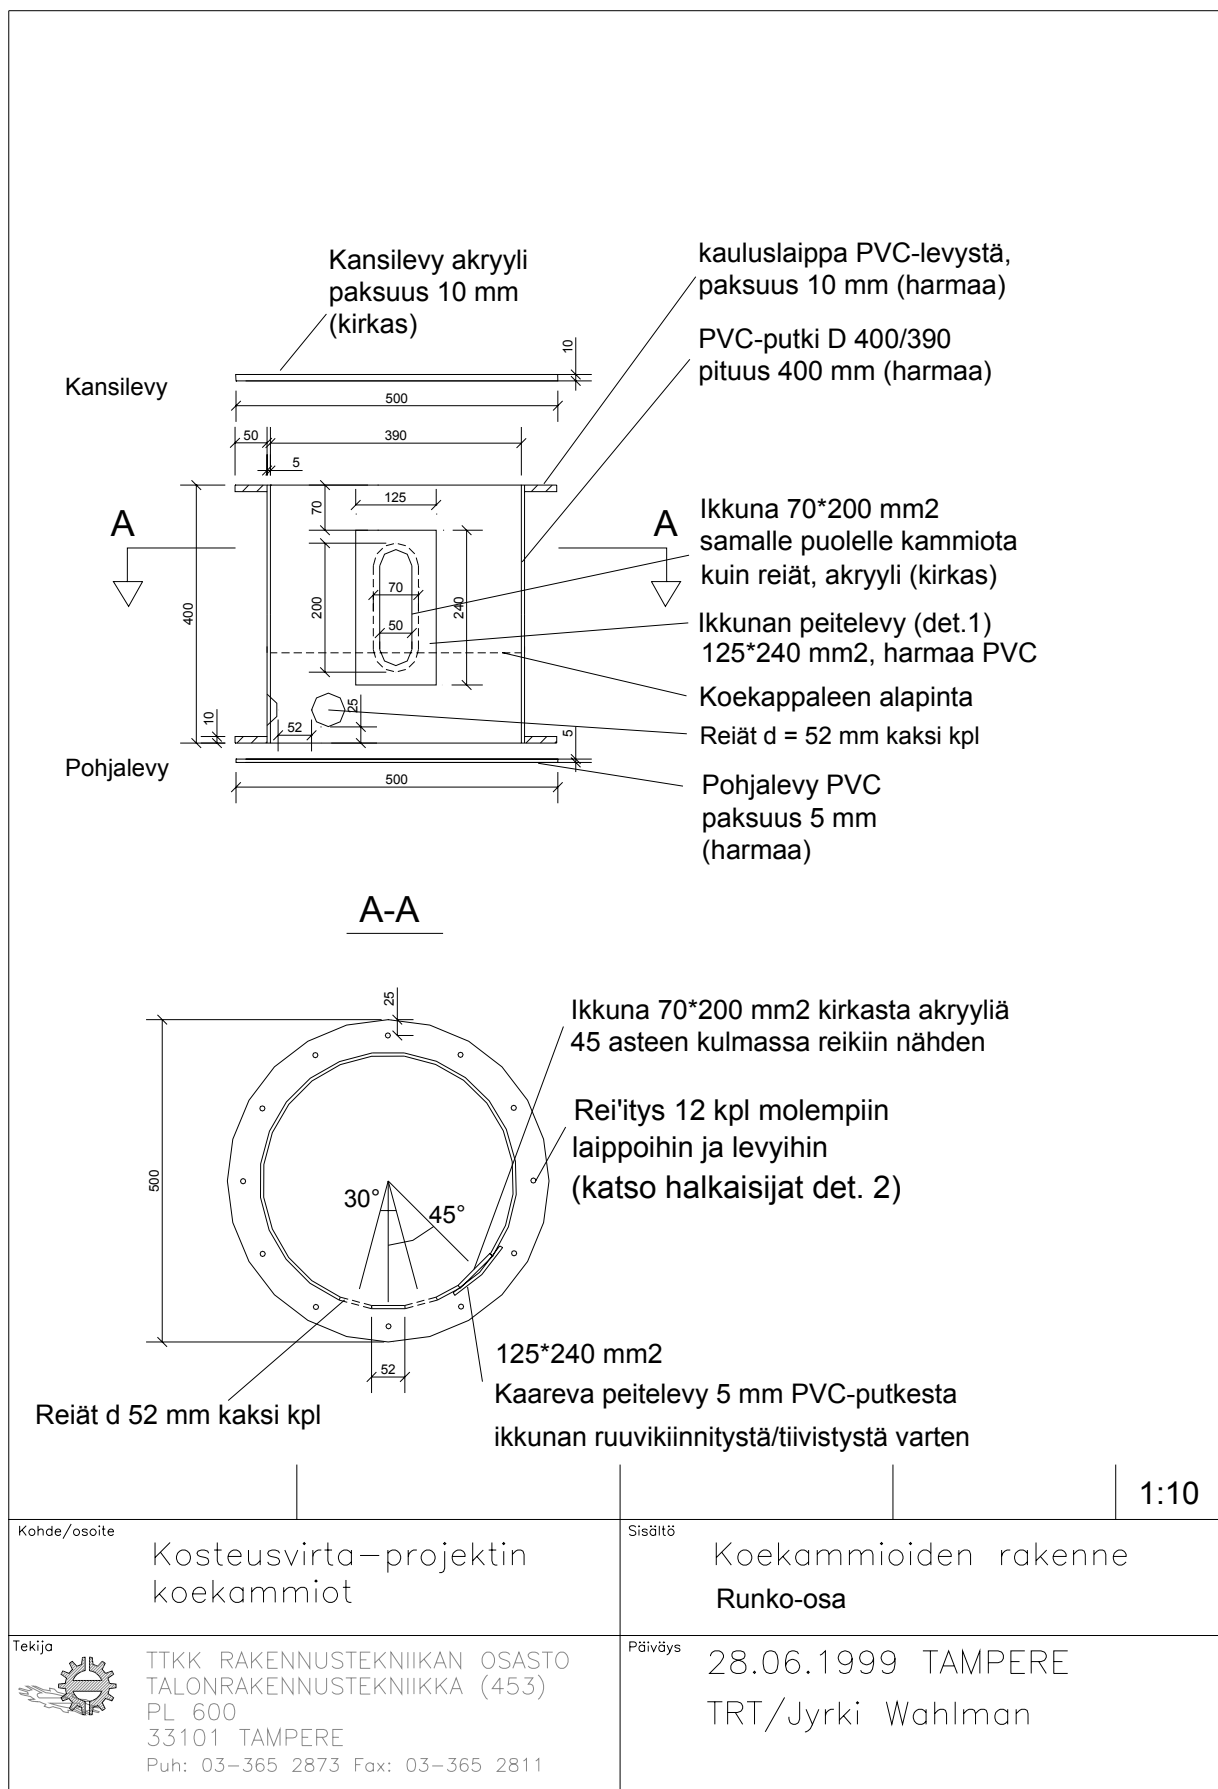 Kansilevy akryyli
paksuus 10 mm
(kirkas)
kauluslaippa PVC-levystä,
paksuus 10 mm (harmaa)
PVC-putki D 400/390
pituus 400 mm (harmaa)
Kansilevy
10
500
50
390
5
125
70
400
A
A
Ikkuna 70*200 mm2
samalle puolelle kammiota
kuin reiät, akryyli (kirkas)
200
70
50
240
Ikkunan peitelevy (det.1)
125*240 mm2, harmaa PVC
Koekappaleen alapinta
Reiät d = 52 mm kaksi kpl
10
52
25
5
Pohjalevy
500
Pohjalevy PVC
paksuus 5 mm
(harmaa)
A-A
25
Ikkuna 70*200 mm2 kirkasta akryyliä
45 asteen kulmassa reikiin nähden
Rei'itys 12 kpl molempiin
laippoihin ja levyihin
(katso halkaisijat det. 2)
500
30°
45°
52
Reiät d 52 mm kaksi kpl
125*240 mm2
Kaareva peitelevy 5 mm PVC-putkesta
ikkunan ruuvikiinnitystä/tiivistystä varten
1:10
Kohde/osoite
Kosteusvirta-projektin
koekammiot
Sisältö
Koekammioiden rakenne
Runko-osa
Tekija
TTKK RAKENNUSTEKNIIKAN OSASTO
TALONRAKENNUSTEKNIIKKA (453)
PL 600
33101 TAMPERE
Puh: 03-365 2873 Fax: 03-365 2811
Päiväys
28.06.1999 TAMPERE
TRT/Jyrki Wahlman